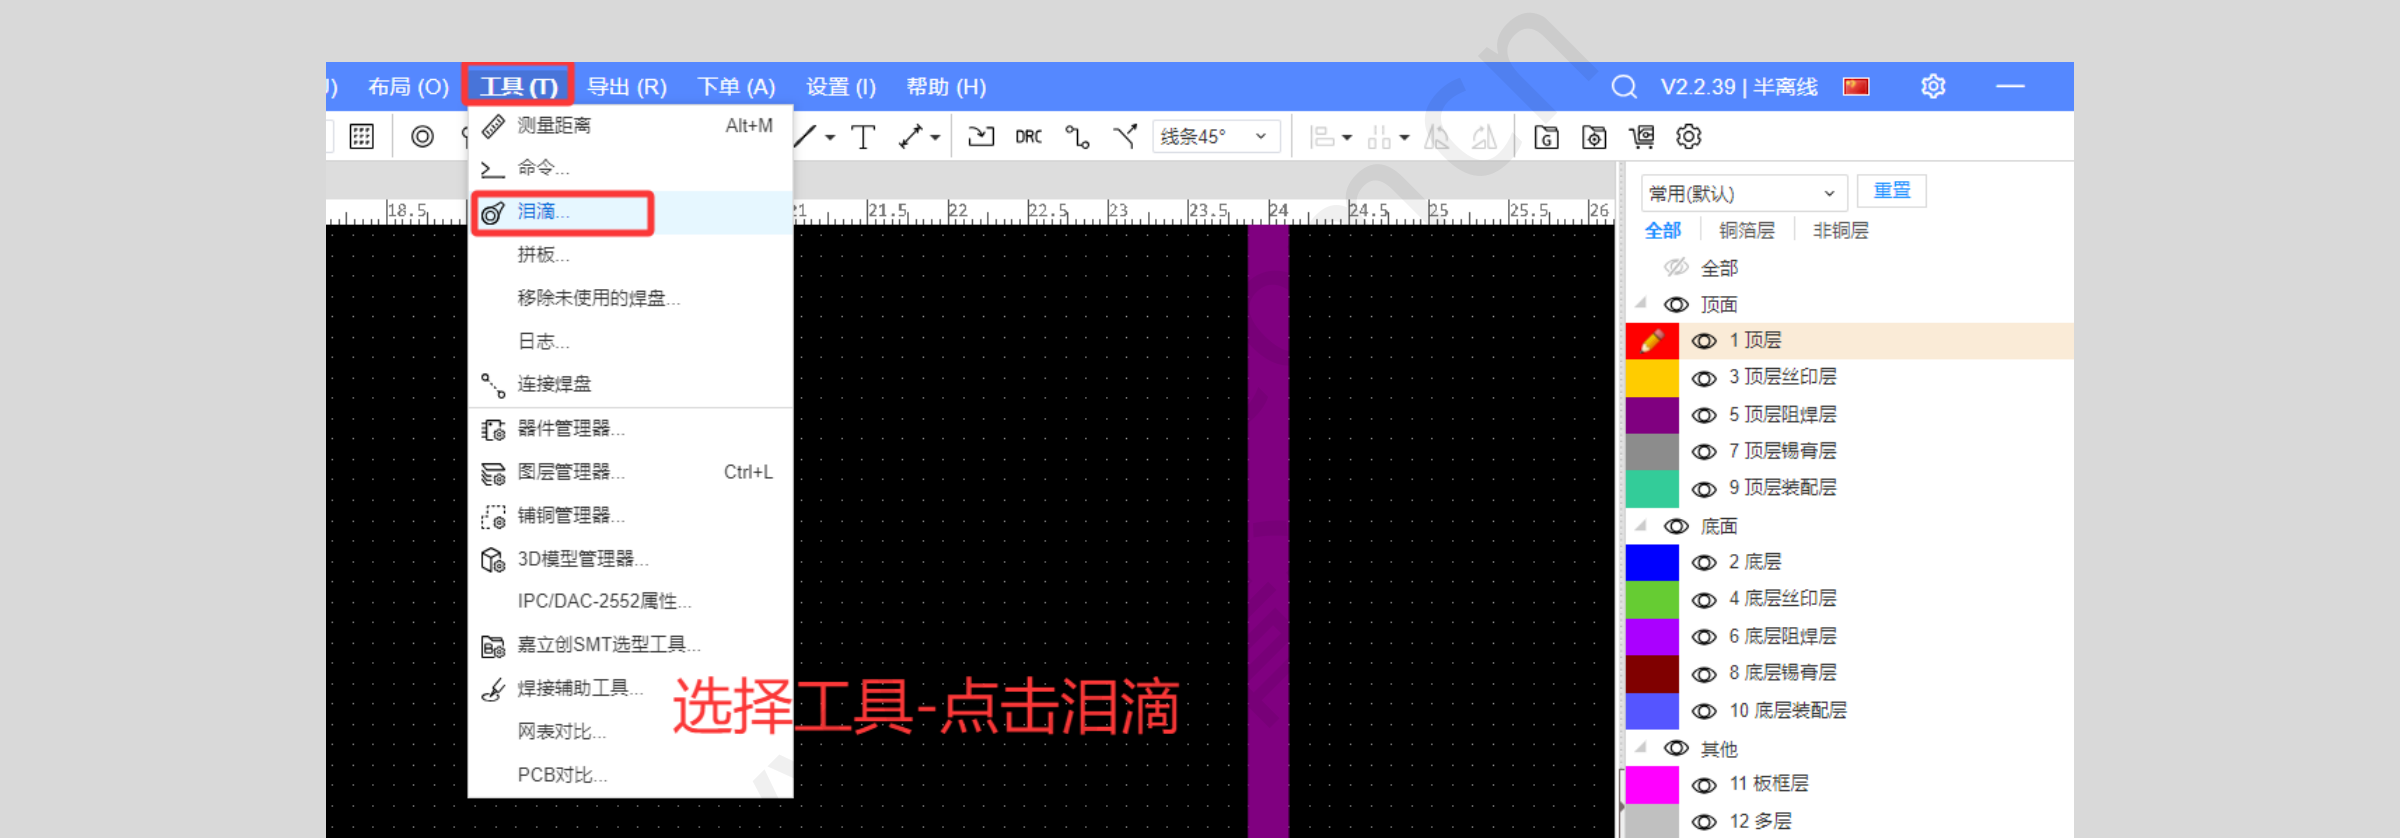 布局 (O) 工具 (T) 导出 (R) 下单 (A) 设置 (I) 帮助 (H) V2.2.39 | 半离线
测量距离 Alt+M
DRC 线条45°
命令...
泪滴...
18.5 21.5 22 22.5 23 23.5 24 24.5 25 25.5 26
拼板...
移除未使用的焊盘...
日志...
连接焊盘
器件管理器...
图层管理器... Ctrl+L
铺铜管理器...
3D模型管理器...
IPC/DAC-2552属性...
嘉立创SMT选型工具...
焊接辅助工具...
网表对比...
PCB对比...
选择工具-点击泪滴
常用(默认) 重置
全部 铜箔层 非铜层
全部
顶面
1 顶层
3 顶层丝印层
5 顶层阻焊层
7 顶层锡膏层
9 顶层装配层
底面
2 底层
4 底层丝印层
6 底层阻焊层
8 底层锡膏层
10 底层装配层
其他
11 板框层
12 多层